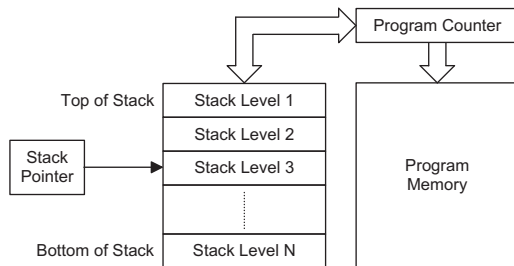 Program Counter
Top of Stack
Stack Level 1
Stack Level 2
Stack
Pointer
Stack Level 3
Program
Memory
Bottom of Stack
Stack Level N